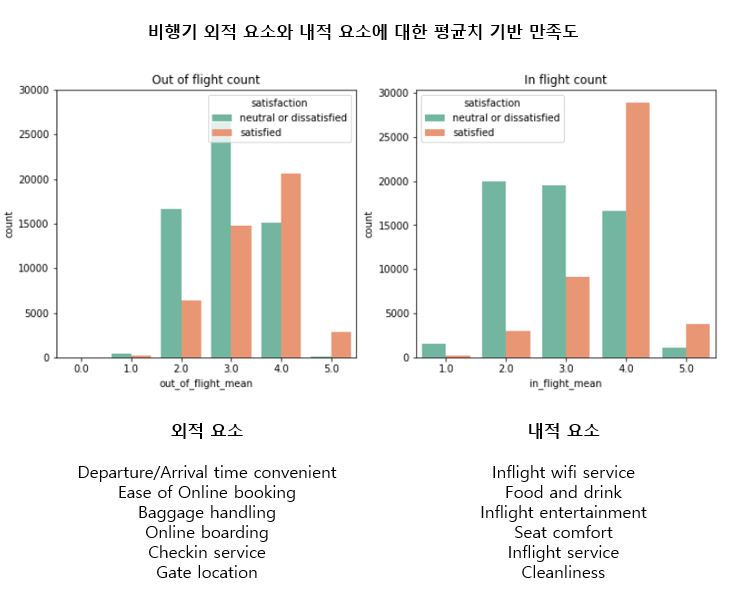 비행기 외적 요소와 내적 요소에 대한 평균치 기반 만족도
Out of flight count
30000
25000
20000
15000
10000
5000
0
count
satisfaction
neutral or dissatisfied
satisfied
0.0 1.0 2.0 3.0 4.0 5.0
out_of_flight_mean
In flight count
30000
25000
20000
15000
10000
5000
0
count
satisfaction
neutral or dissatisfied
satisfied
1.0 2.0 3.0 4.0 5.0
in_flight_mean
외적 요소
Departure/Arrival time convenient
Ease of Online booking
Baggage handling
Online boarding
Checkin service
Gate location
내적 요소
Inflight wifi service
Food and drink
Inflight entertainment
Seat comfort
Inflight service
Cleanliness